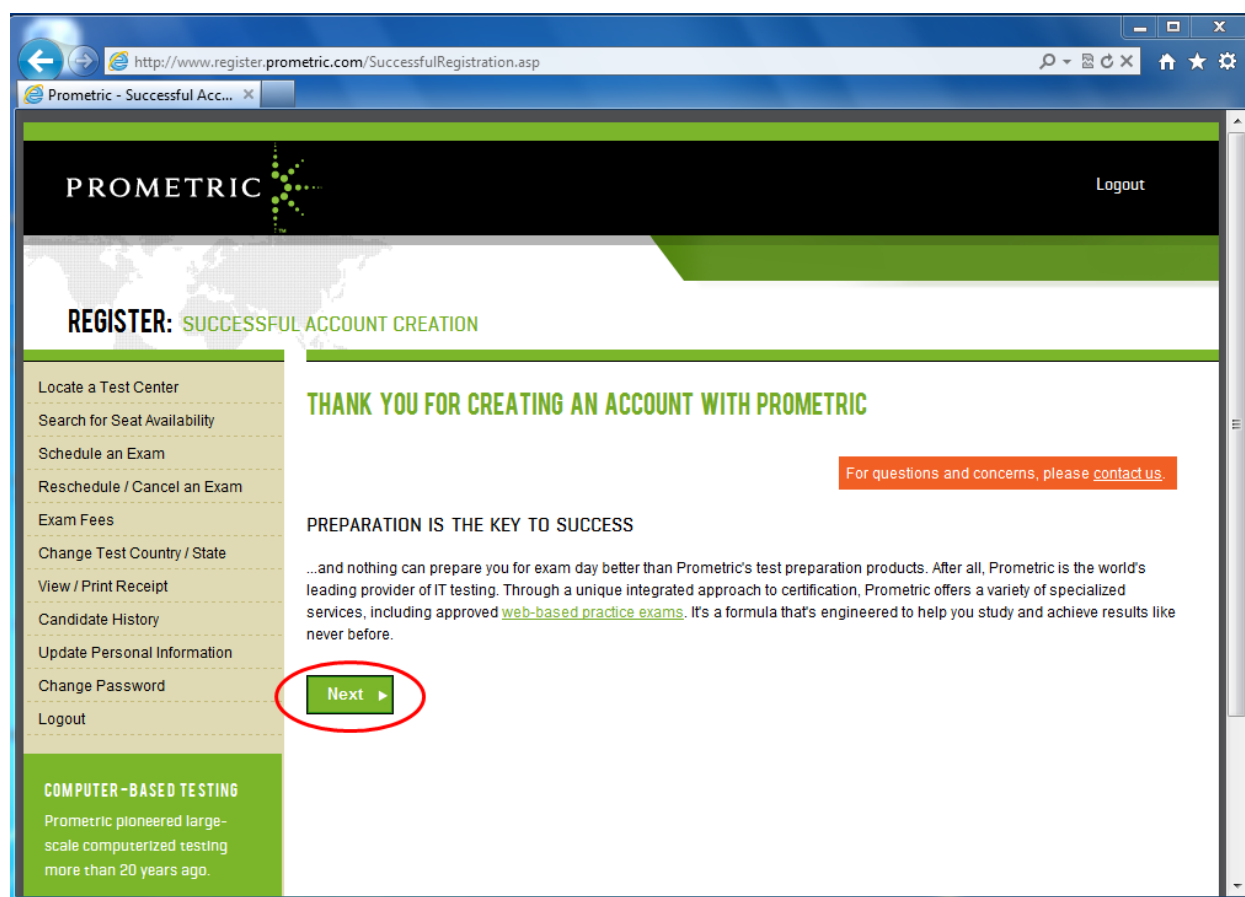 http://www.register.prometric.com/SuccessfulRegistration.asp
Prometric - Successful Acc...
PROMETRIC
TM
Logout
REGISTER: SUCCESSFUL ACCOUNT CREATION
Locate a Test Center
Search for Seat Availability
Schedule an Exam
Reschedule / Cancel an Exam
Exam Fees
Change Test Country / State
View / Print Receipt
Candidate History
Update Personal Information
Change Password
Logout
COMPUTER-BASED TESTING
Prometric pioneered large-
scale computerized testing
more than 20 years ago.
THANK YOU FOR CREATING AN ACCOUNT WITH PROMETRIC
For questions and concerns, please contact us.
PREPARATION IS THE KEY TO SUCCESS
...and nothing can prepare you for exam day better than Prometric's test preparation products. After all, Prometric is the world's
leading provider of IT testing. Through a unique integrated approach to certification, Prometric offers a variety of specialized
services, including approved web-based practice exams. It's a formula that's engineered to help you study and achieve results like
never before.
Next